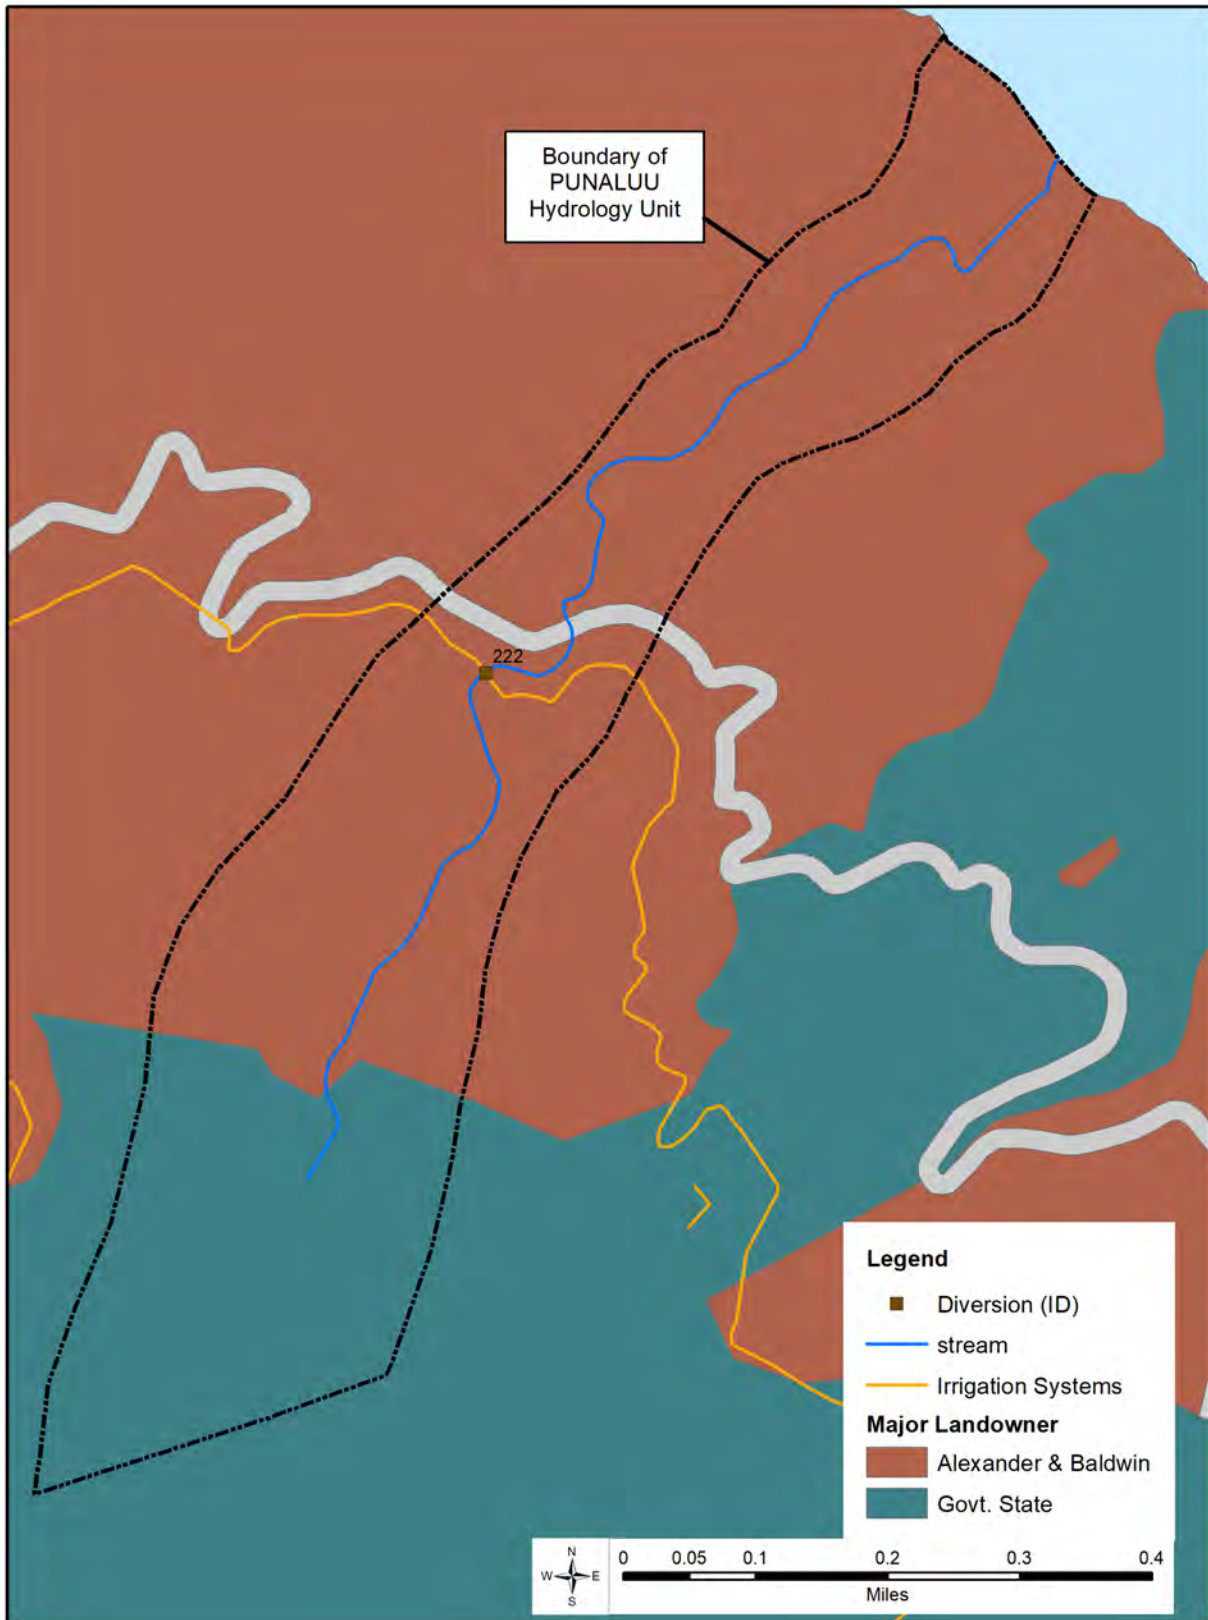 Boundary of
PUNALUU
Hydrology Unit
222
Legend
Diversion (ID)
stream
Irrigation Systems
Major Landowner
Alexander & Baldwin
Govt. State
N
W E
S
0 0.05 0.1 0.2 0.3 0.4
Miles